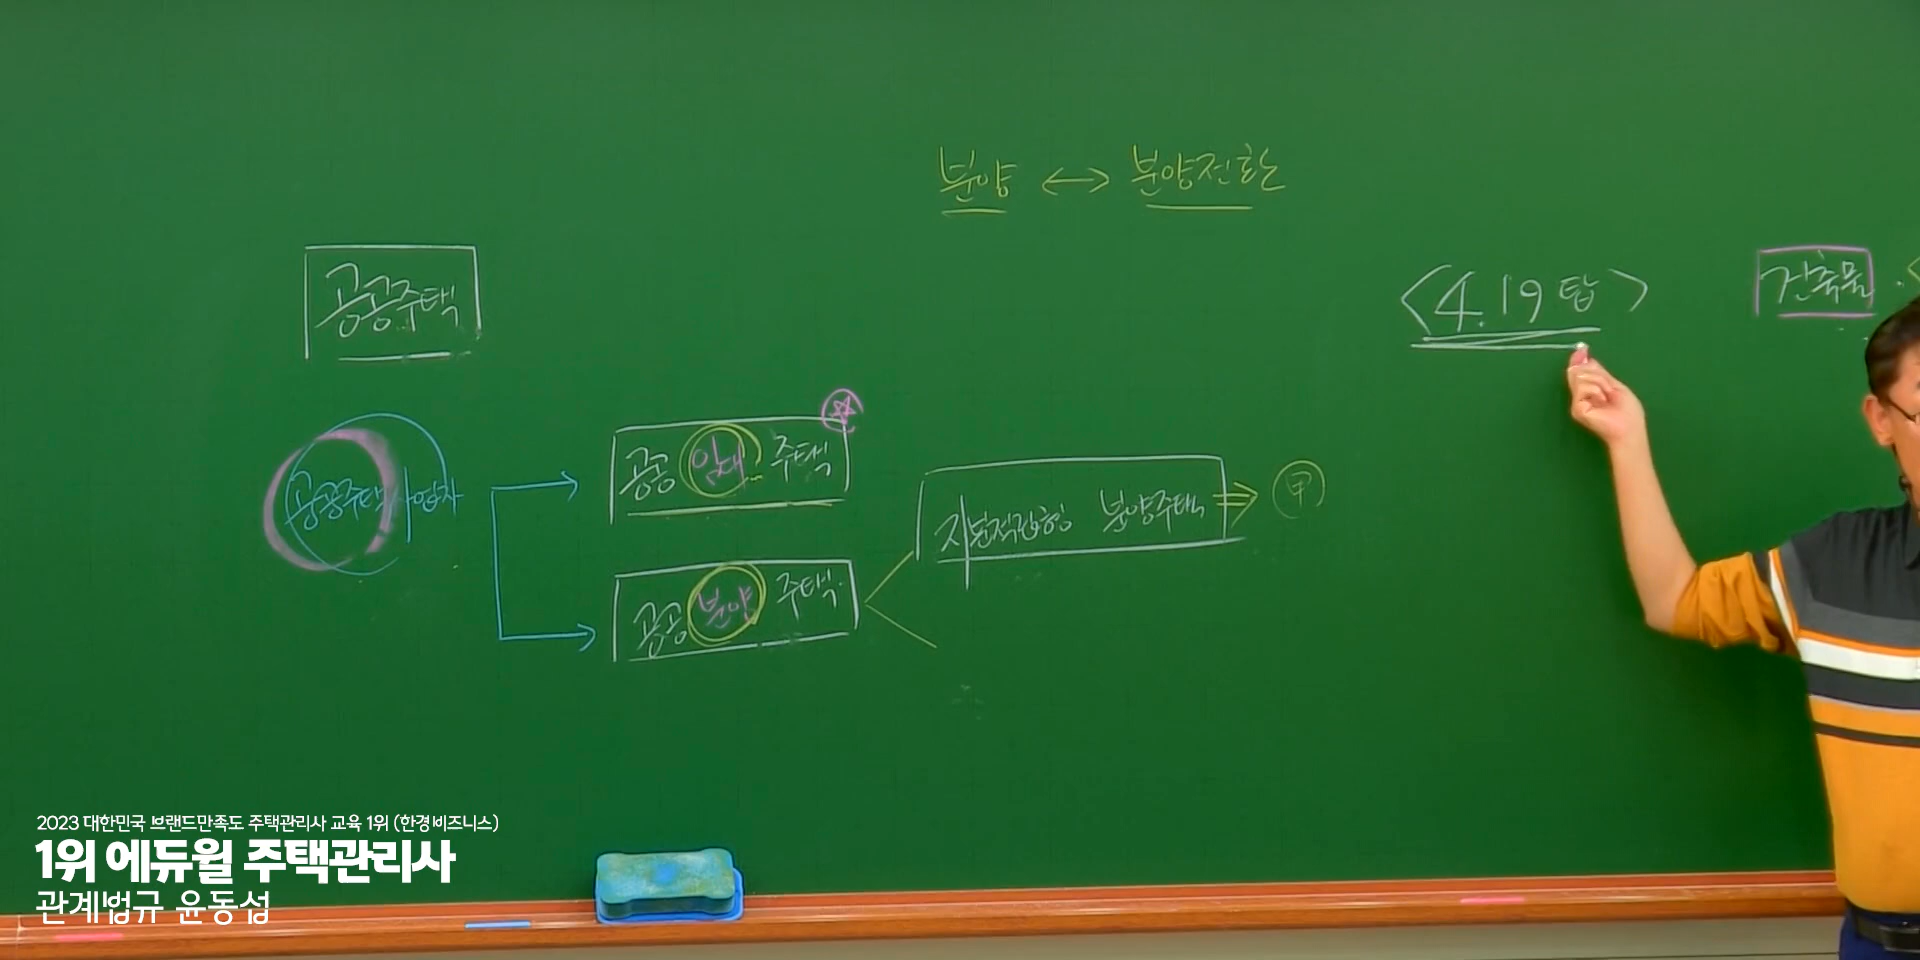 분양 ↔ 분양전환
공공주택
<4.19탑>
건축물
공공주택사업자
공공 임대 주택
지분적립형 분양주택 ⇒ 甲
공공 분양 주택
2023 대한민국 브랜드만족도 주택관리사 교육 1위 (한경비즈니스)
1위 에듀윌 주택관리사
관계법규 윤동섭